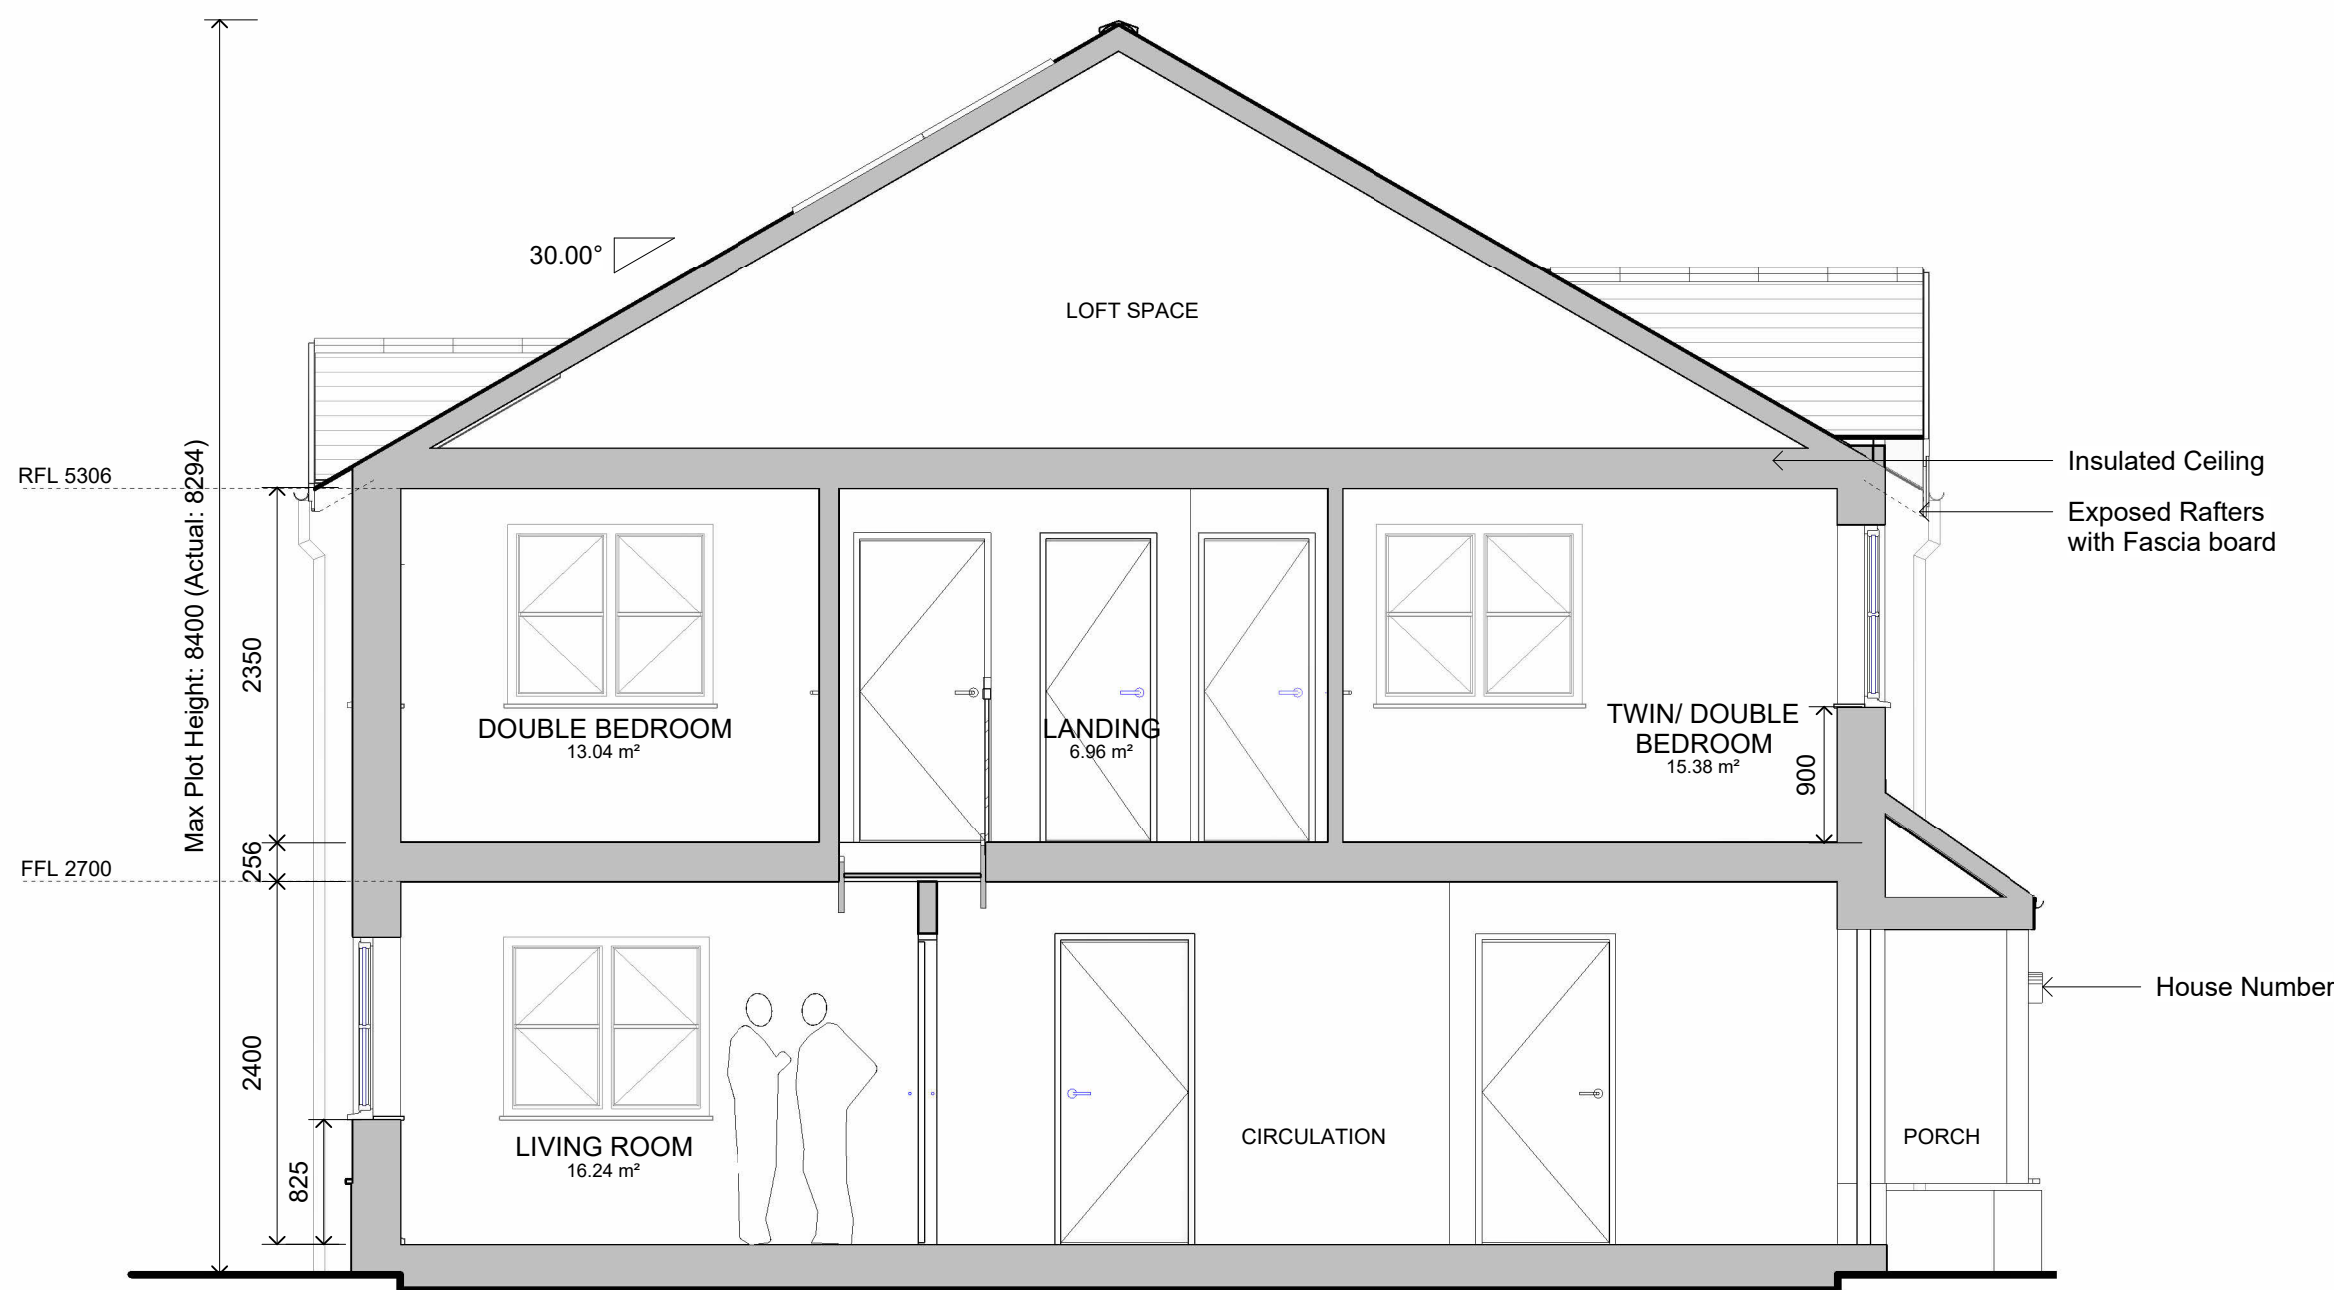 30.00°
LOFT SPACE
Max Plot Height: 8400 (Actual: 8294)
RFL 5306
Insulated Ceiling
Exposed Rafters
with Fascia board
2350
DOUBLE BEDROOM
13.04 m²
LANDING
6.96 m²
TWIN/ DOUBLE
BEDROOM
15.38 m²
900
256
FFL 2700
House Number
2400
LIVING ROOM
16.24 m²
CIRCULATION
PORCH
825